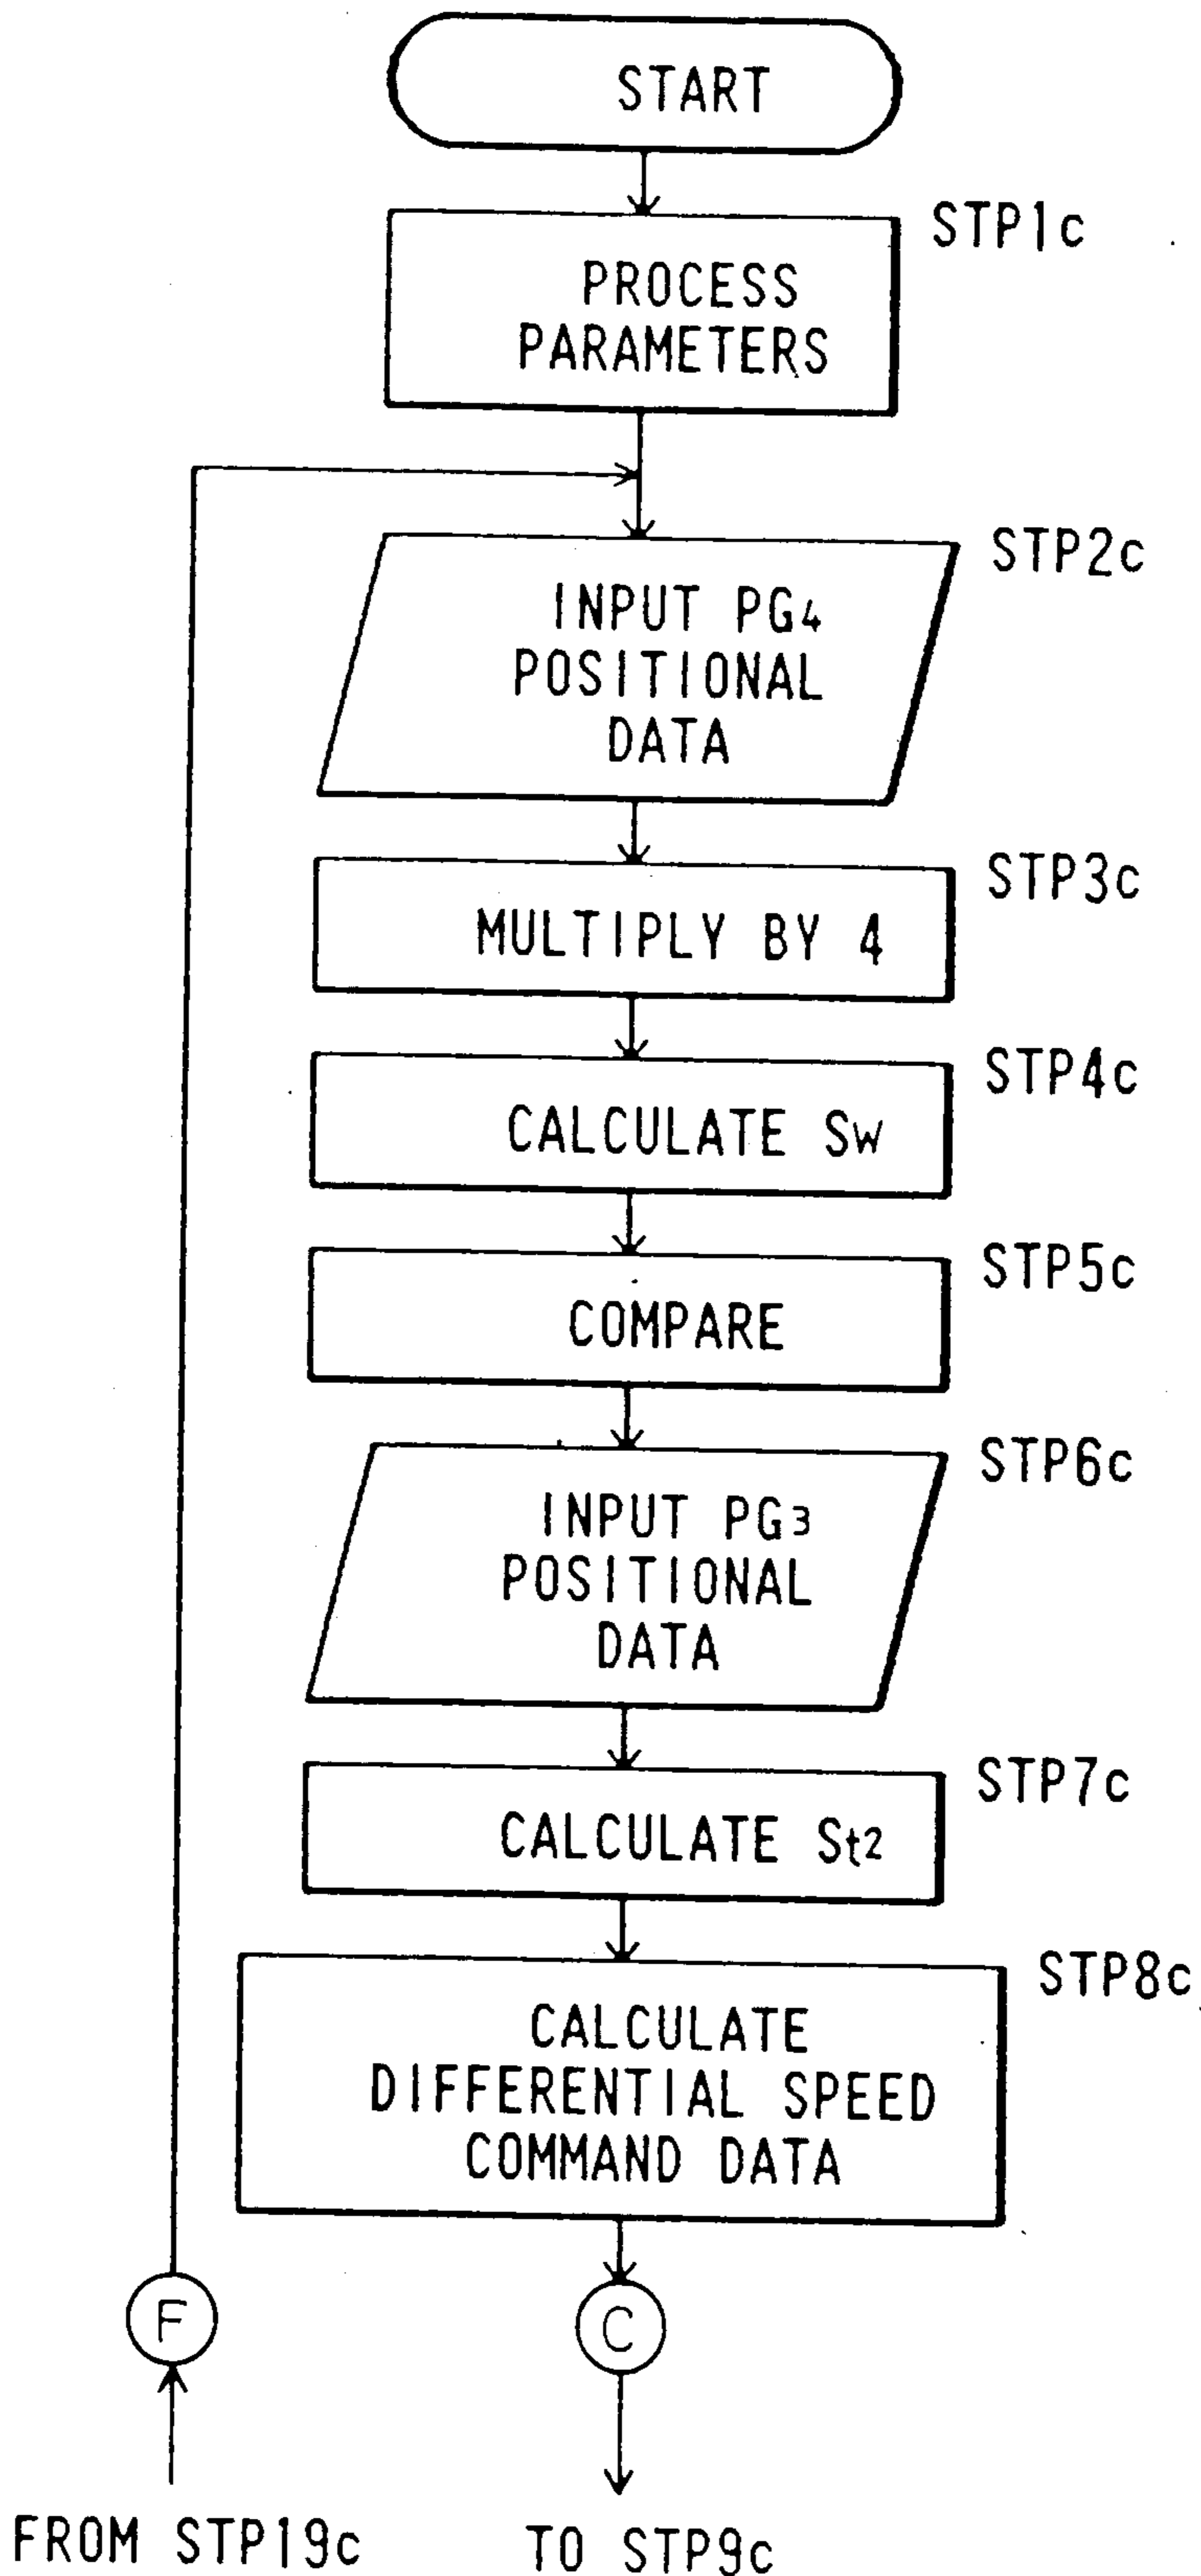 START
STP1c
PROCESS
PARAMETERS
STP2c
INPUT PG4
POSITIONAL
DATA
STP3c
MULTIPLY BY 4
STP4c
CALCULATE Sw
STP5c
COMPARE
STP6c
INPUT PG3
POSITIONAL
DATA
STP7c
CALCULATE St2
STP8c
CALCULATE
DIFFERENTIAL SPEED
COMMAND DATA
F
C
FROM STP19c
TO STP9c